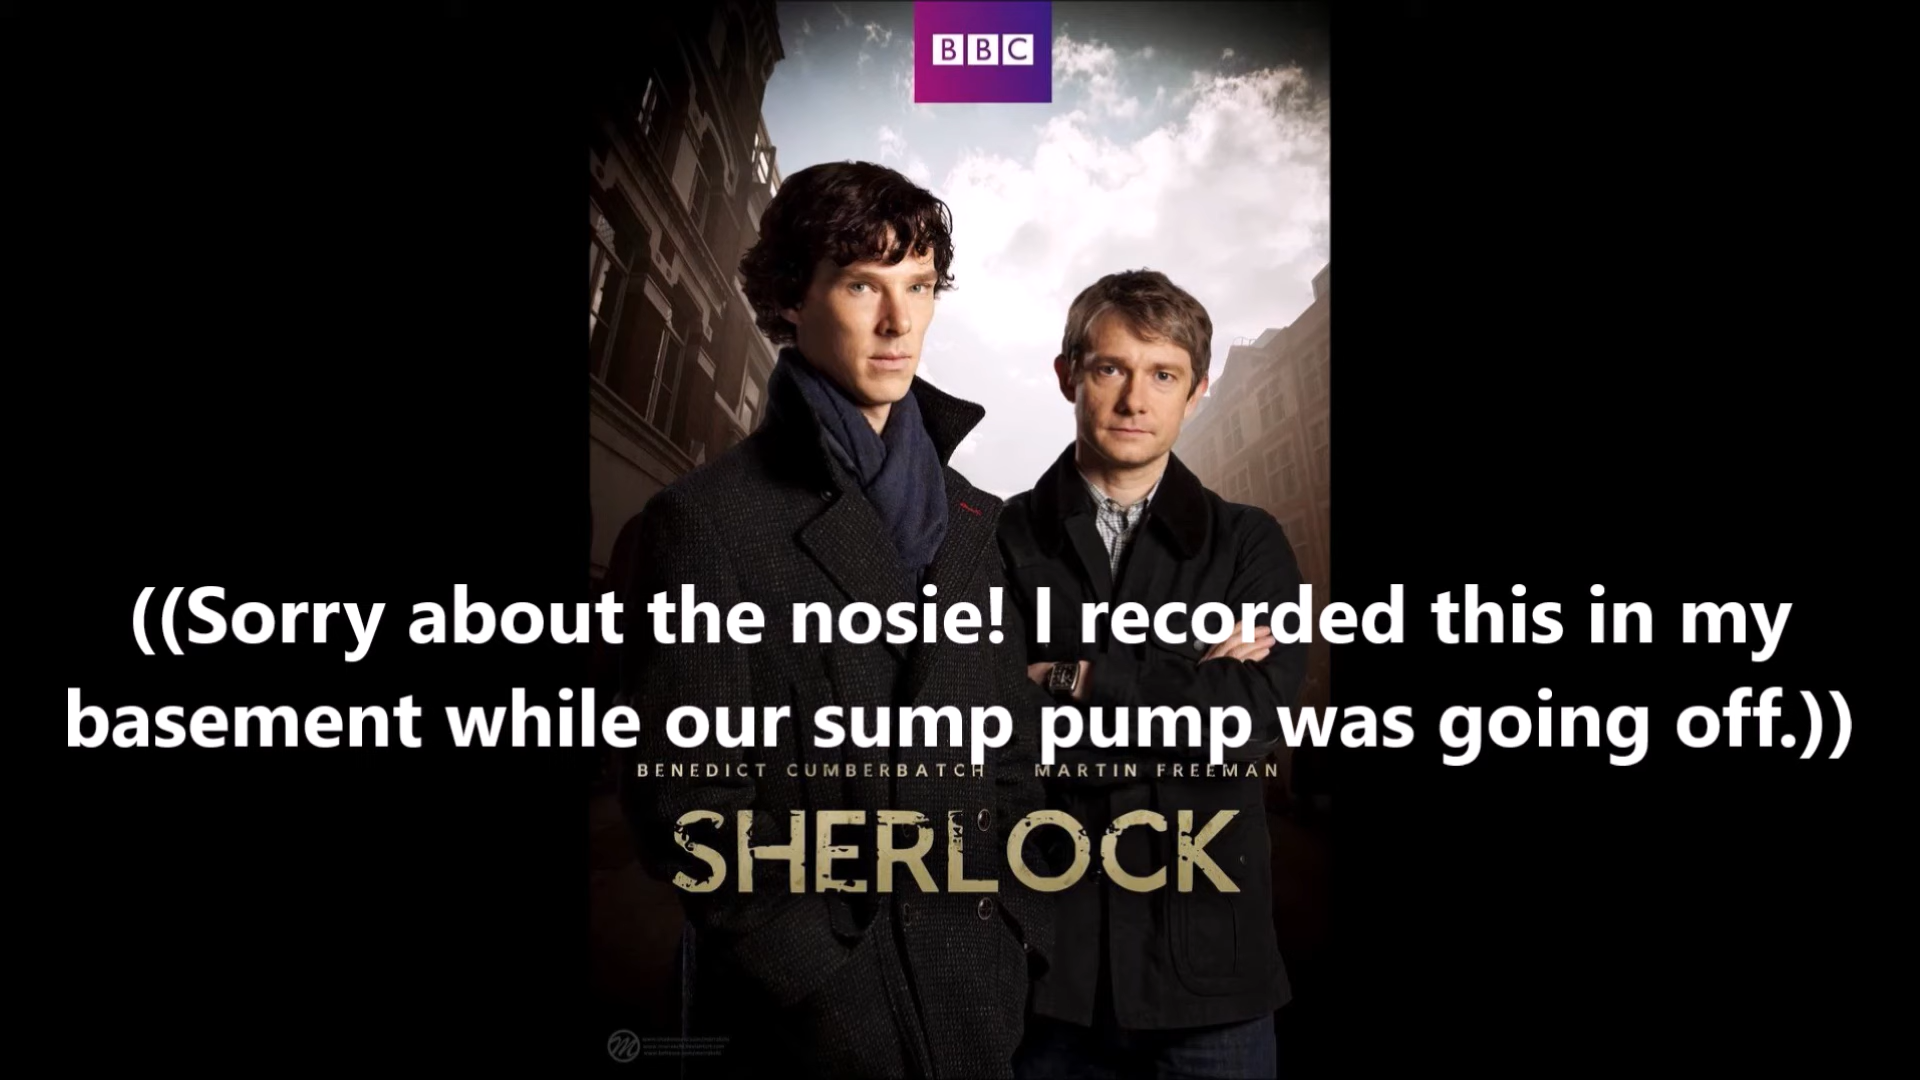 BBC
((Sorry about the nosie! I recorded this in my
basement while our sump pump was going off.))
BENEDICT CUMBERBATCH MARTIN FREEMAN
SHERLOCK